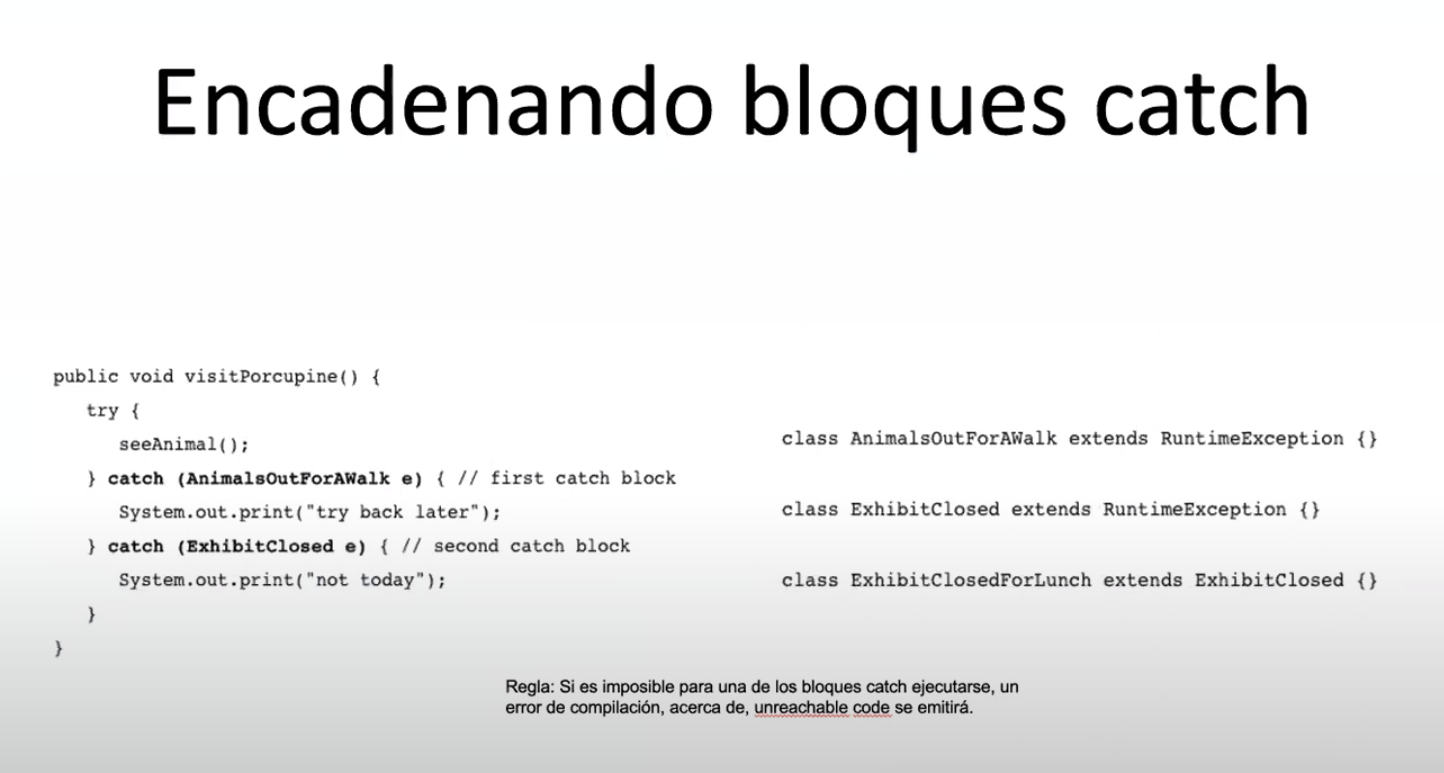 Encadenando bloques catch
public void visitPorcupine() {
try {
seeAnimal();
} catch (AnimalsOutForAWalk e) { // first catch block
System.out.print("try back later");
} catch (ExhibitClosed e) { // second catch block
System.out.print("not today");
}
}
class AnimalsOutForAWalk extends RuntimeException {}
class ExhibitClosed extends RuntimeException {}
class ExhibitClosedForLunch extends ExhibitClosed {}
Regla: Si es imposible para una de los bloques catch ejecutarse, un
error de compilación, acerca de, unreachable code se emitirá.